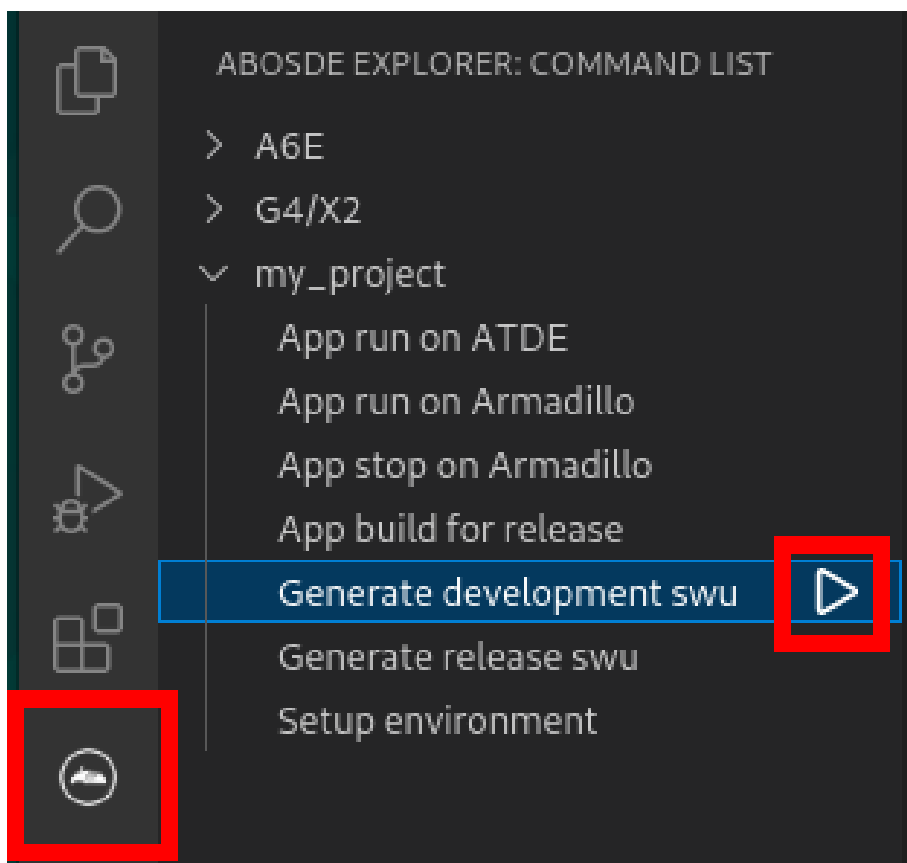 ABOSDE EXPLORER: COMMAND LIST
A6E
G4/X2
my_project
App run on ATDE
App run on Armadillo
App stop on Armadillo
App build for release
Generate development swu
Generate release swu
Setup environment